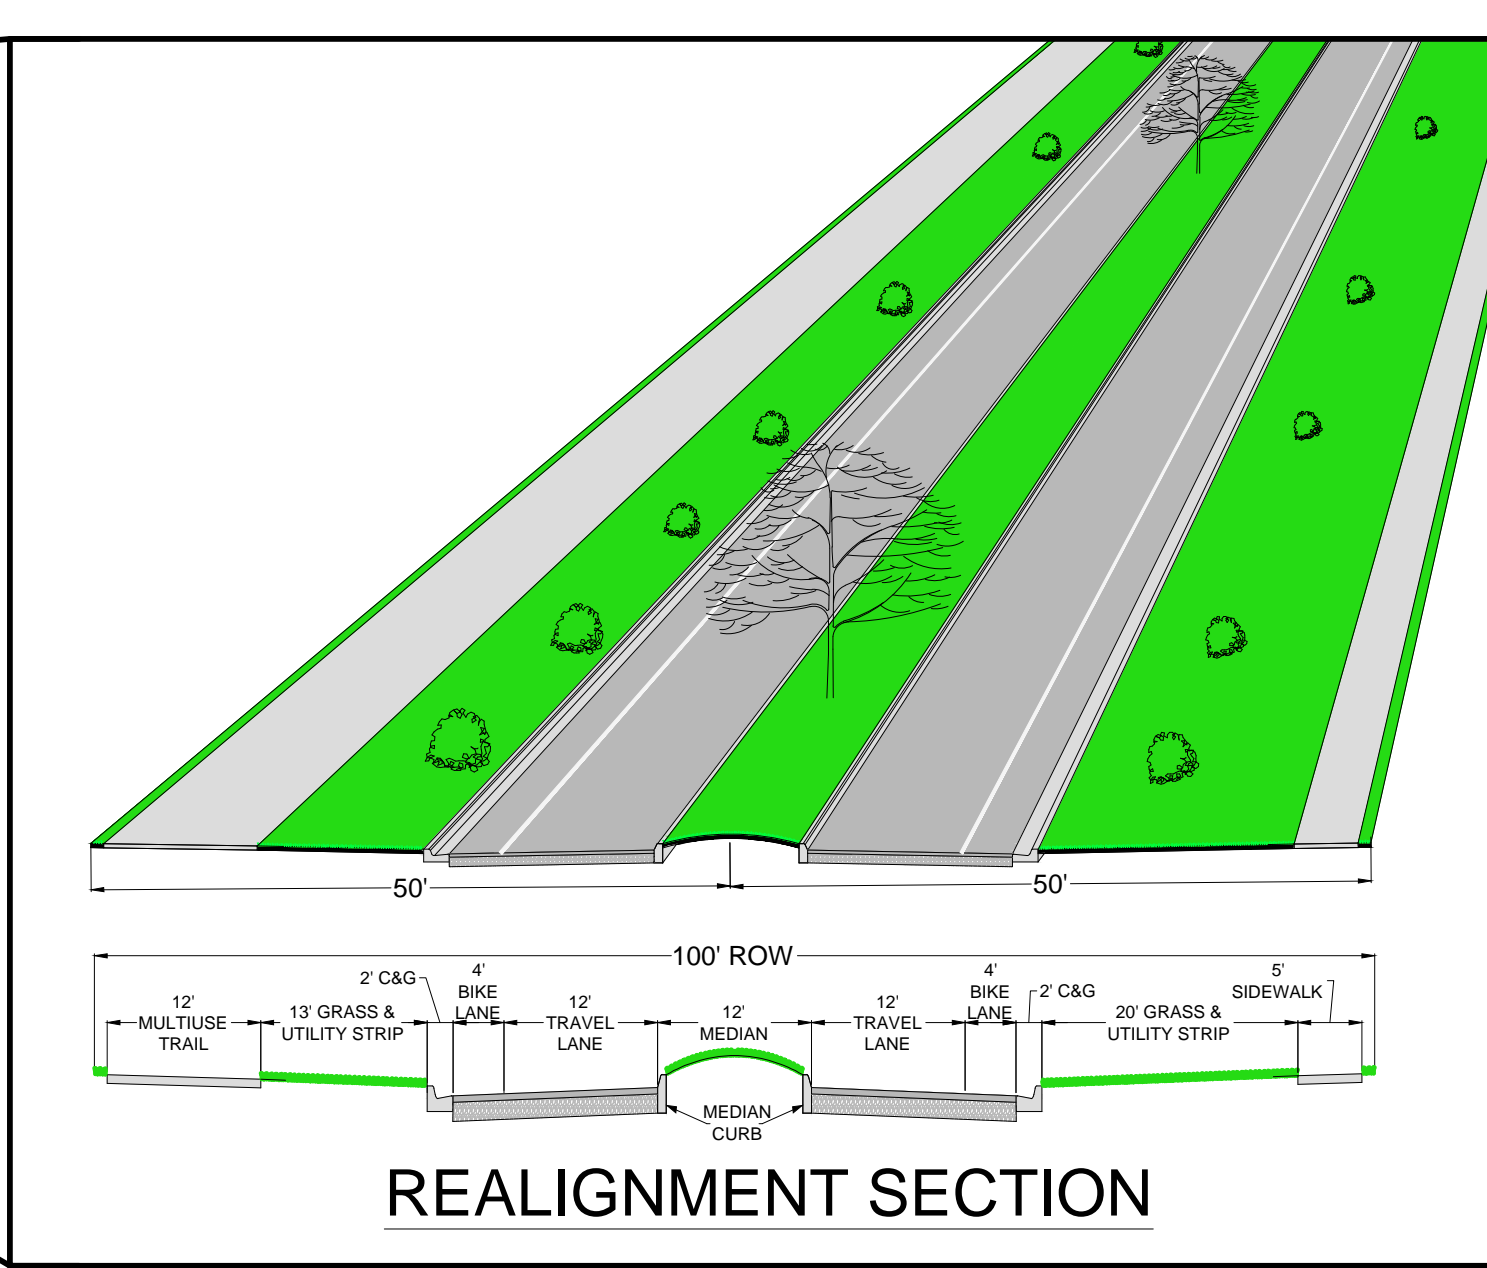 50'
50'
100' ROW
12'
MULTIUSE
TRAIL
13' GRASS &
UTILITY STRIP
2' C&G
4'
BIKE
LANE
12'
TRAVEL
LANE
12'
MEDIAN
12'
TRAVEL
LANE
4'
BIKE
LANE
2' C&G
20' GRASS &
UTILITY STRIP
5'
SIDEWALK
MEDIAN
CURB
REALIGNMENT SECTION